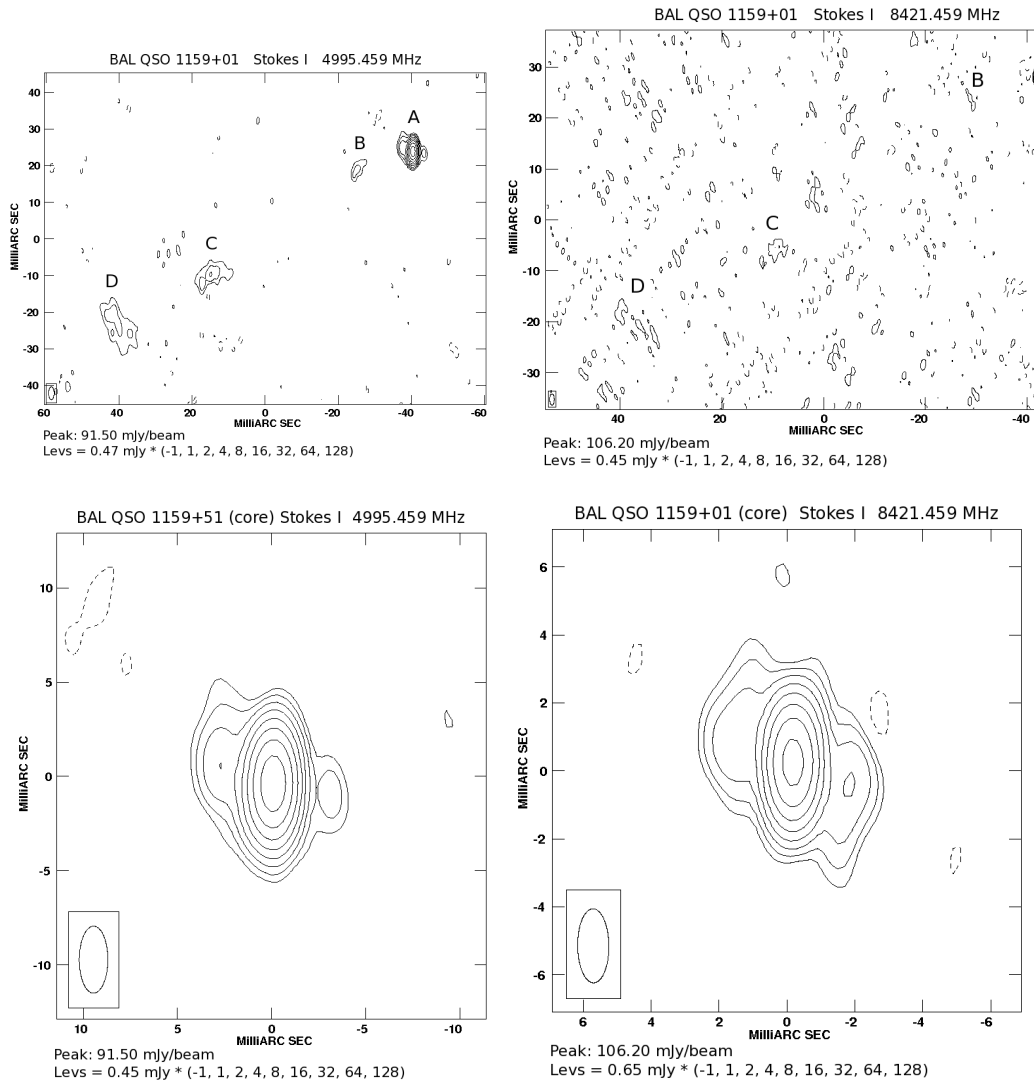 BAL QSO 1159+01 Stokes I 4995.459 MHz
40
30
20
10
0
-10
-20
-30
-40
MilliARC SEC
A
B
C
D
60 40 20 0 -20 -40 -60
MilliARC SEC
Peak: 91.50 mJy/beam
Levs = 0.47 mJy * (-1, 1, 2, 4, 8, 16, 32, 64, 128)
BAL QSO 1159+01 Stokes I 8421.459 MHz
30
20
10
0
-10
-20
-30
MilliARC SEC
B
C
D
40 20 0 -20 -40
MilliARC SEC
Peak: 106.20 mJy/beam
Levs = 0.45 mJy * (-1, 1, 2, 4, 8, 16, 32, 64, 128)
BAL QSO 1159+51 (core) Stokes I 4995.459 MHz
10
5
0
-5
-10
MilliARC SEC
10 5 0 -5 -10
MilliARC SEC
Peak: 91.50 mJy/beam
Levs = 0.45 mJy * (-1, 1, 2, 4, 8, 16, 32, 64, 128)
BAL QSO 1159+01 (core) Stokes I 8421.459 MHz
6
4
2
0
-2
-4
-6
MilliARC SEC
6 4 2 0 -2 -4 -6
MilliARC SEC
Peak: 106.20 mJy/beam
Levs = 0.65 mJy * (-1, 1, 2, 4, 8, 16, 32, 64, 128)